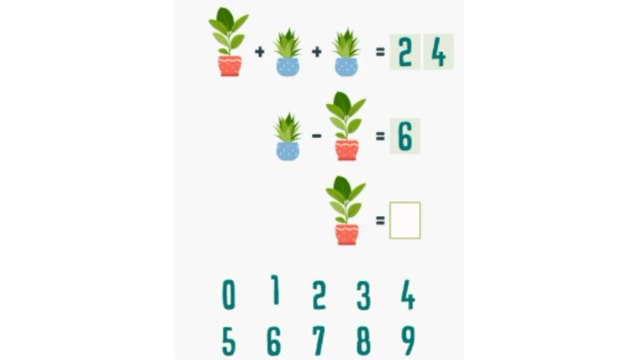 + + = 24
- = 6
=
0 1 2 3 4
5 6 7 8 9